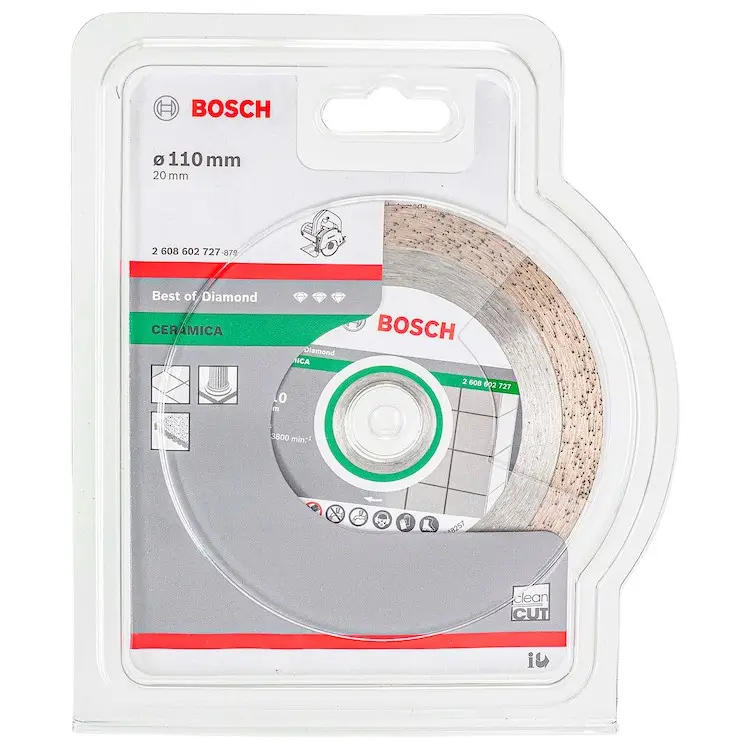 BOSCH
ø 110 mm
20 mm
2 608 602 727-879
Best of Diamond
CERAMICA
BOSCH
Diamond
2 608 602 727
3800 min.-¹
clean
CUT